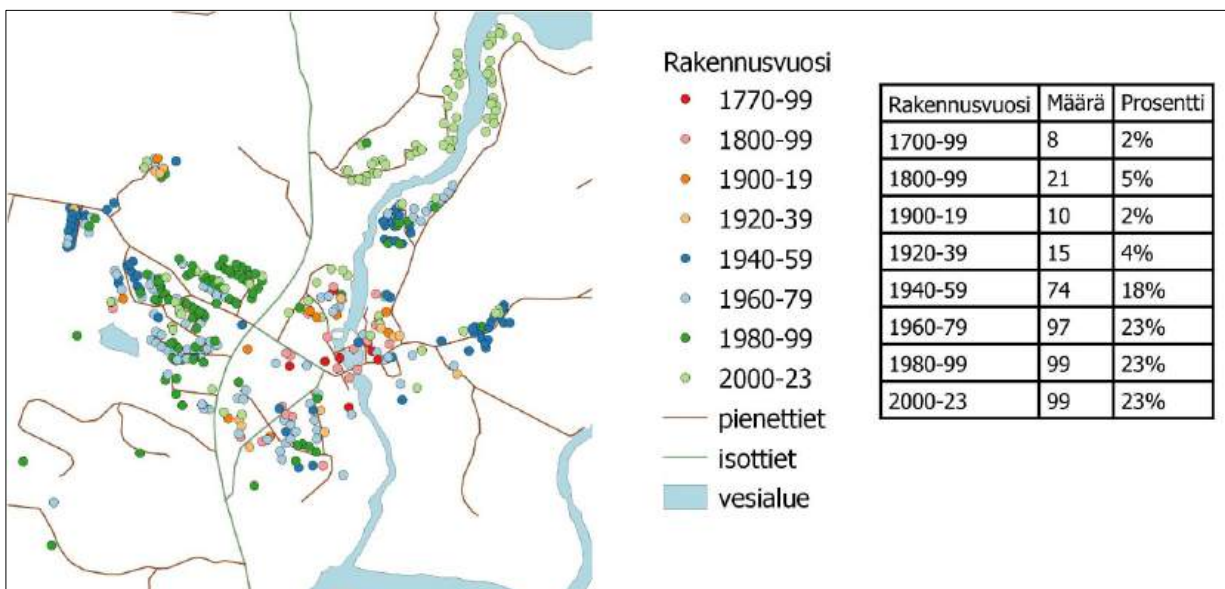 Rakennusvuosi
1770-99
1800-99
1900-19
1920-39
1940-59
1960-79
1980-99
2000-23
pienettiet
isottiet
vesialue
Rakennusvuosi Määrä Prosentti
1700-99 8 2%
1800-99 21 5%
1900-19 10 2%
1920-39 15 4%
1940-59 74 18%
1960-79 97 23%
1980-99 99 23%
2000-23 99 23%